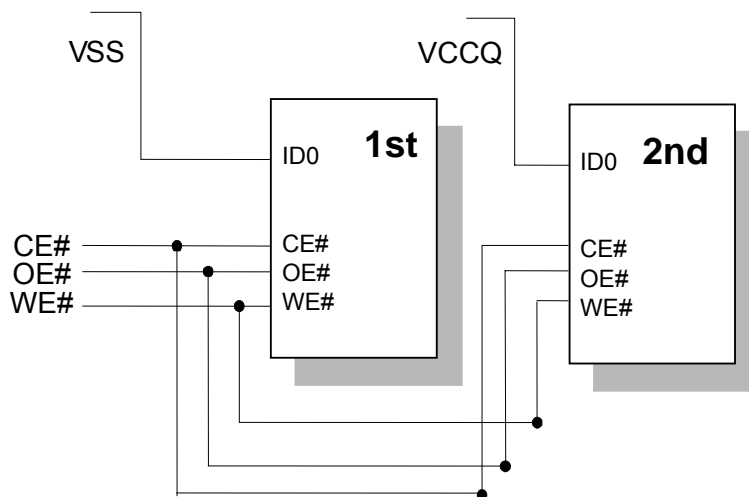 VSS
VCCQ
1st
ID0
2nd
ID0
CE#
OE#
WE#
CE#
OE#
WE#
CE#
OE#
WE#